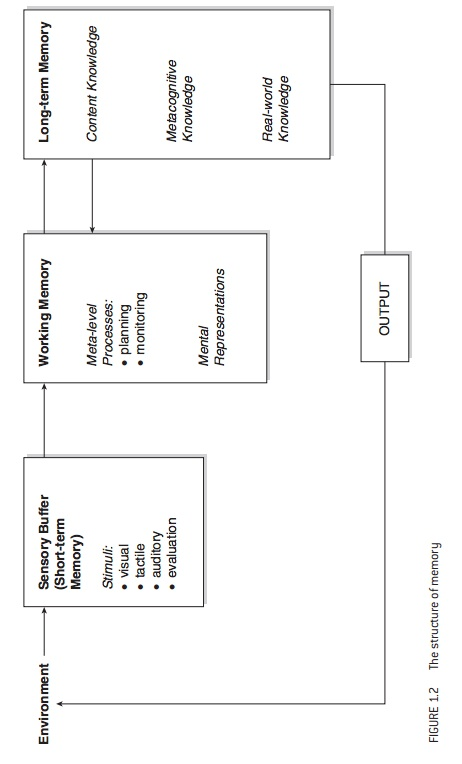 Environment
Sensory Buffer
(Short-term
Memory)
Stimuli:
• visual
• tactile
• auditory
• evaluation
Working Memory
Meta-level
Processes:
• planning
• monitoring
Mental
Representations
Long-term Memory
Content Knowledge
Metacognitive
Knowledge
Real-world
Knowledge
OUTPUT
FIGURE 1.2 The structure of memory